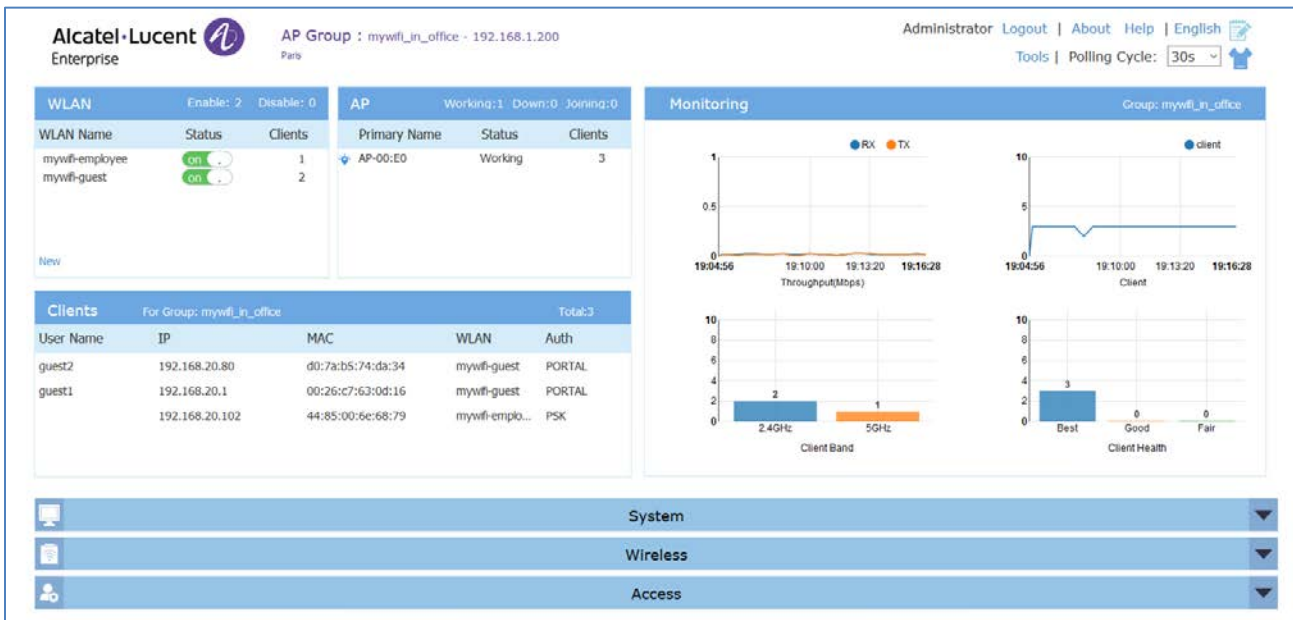 Alcatel·Lucent
Enterprise
AP Group : mywifi_in_office - 192.168.1.200
Paris
Administrator Logout | About Help | English
Tools | Polling Cycle: 30s
WLAN Enable: 2 Disable: 0
WLAN Name Status Clients
mywifi-employee on 1
mywifi-guest on 2
New
AP Working:1 Down:0 Joining:0
Primary Name Status Clients
AP-00:E0 Working 3
Clients For Group: mywifi_in_office Total:3
User Name IP MAC WLAN Auth
guest2 192.168.20.80 d0:7a:b5:74:da:34 mywifi-guest PORTAL
guest1 192.168.20.1 00:26:c7:63:0d:16 mywifi-guest PORTAL
192.168.20.102 44:85:00:6e:68:79 mywifi-emplo... PSK
Monitoring Group: mywifi_in_office
RX TX
1
0.5
0
19:04:56 19:10:00 19:13:20 19:16:28
Throughput(Mbps)
client
10
5
0
19:04:56 19:10:00 19:13:20 19:16:28
Client
10
8
6
4
2
0
2 1
2.4GHz 5GHz
Client Band
10
8
6
4
2
0
3 0 0
Best Good Fair
Client Health
System
Wireless
Access